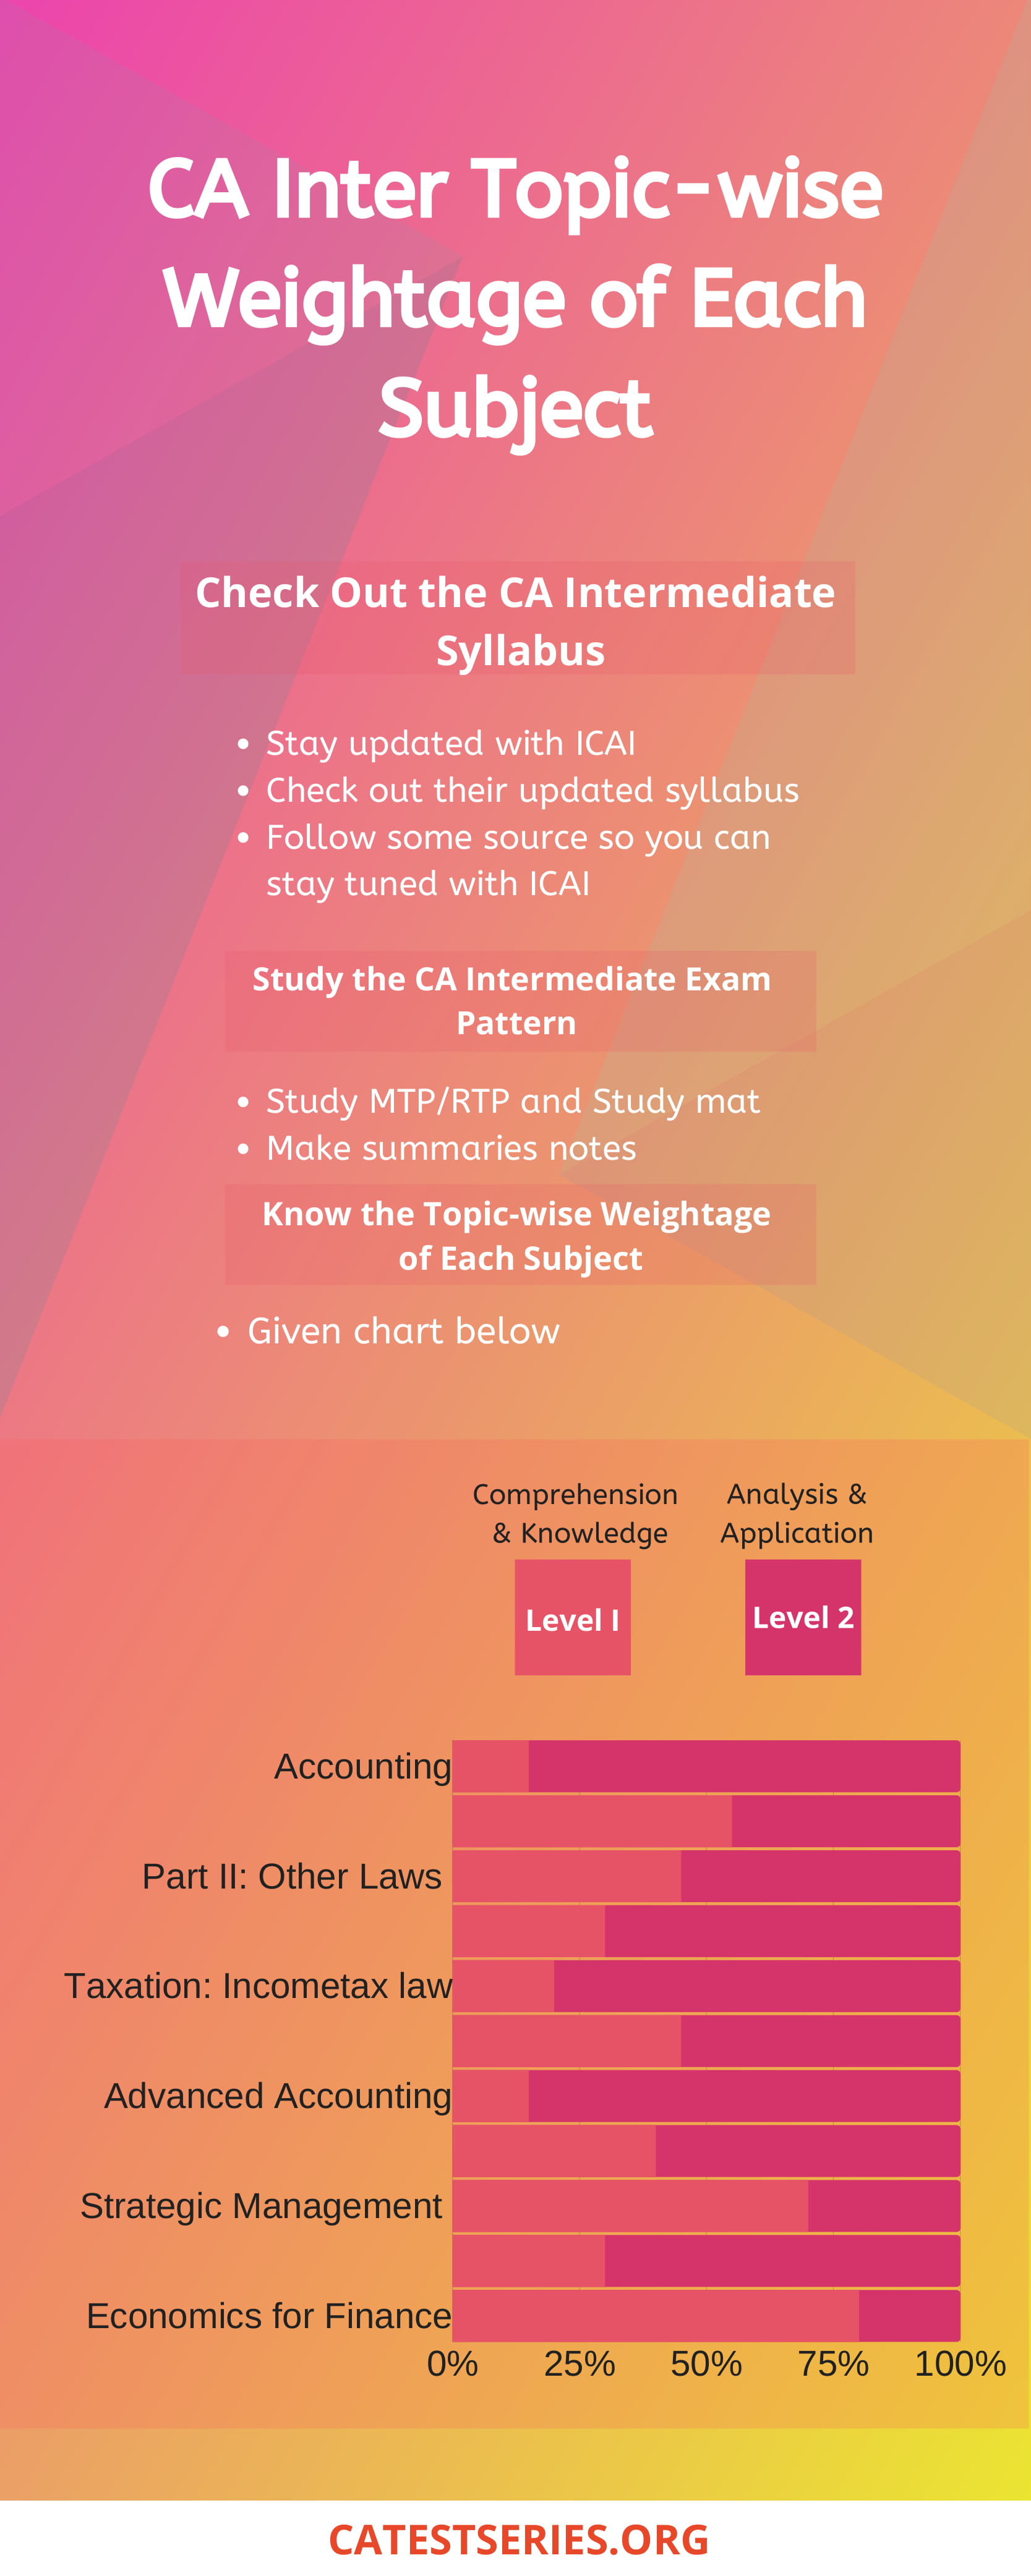 CA Inter Topic-wise
Weightage of Each
Subject
Check Out the CA Intermediate
Syllabus
• Stay updated with ICAI
• Check out their updated syllabus
• Follow some source so you can
stay tuned with ICAI
Study the CA Intermediate Exam
Pattern
• Study MTP/RTP and Study mat
• Make summaries notes
Know the Topic-wise Weightage
of Each Subject
• Given chart below
Comprehension
& Knowledge
Analysis &
Application
Level I
Level 2
Accounting
Part II: Other Laws
Taxation: Incometax law
Advanced Accounting
Strategic Management
Economics for Finance
0% 25% 50% 75% 100%
CATESTSERIES.ORG